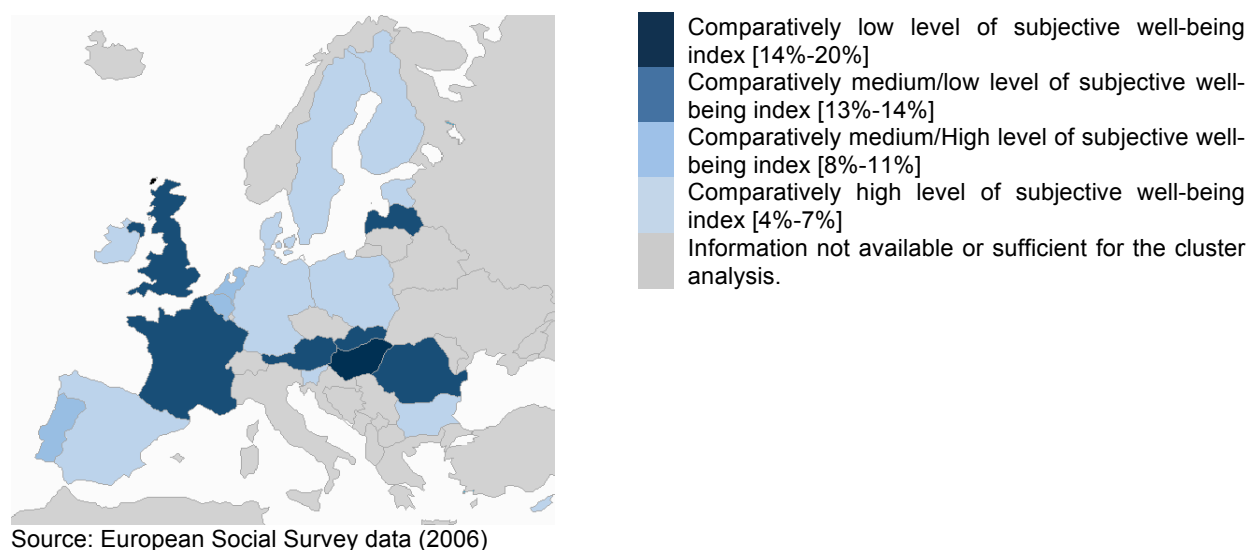 Comparatively low level of subjective well-being
index [14%-20%]
Comparatively medium/low level of subjective well-
being index [13%-14%]
Comparatively medium/High level of subjective well-
being index [8%-11%]
Comparatively high level of subjective well-being
index [4%-7%]
Information not available or sufficient for the cluster
analysis.
Source: European Social Survey data (2006)